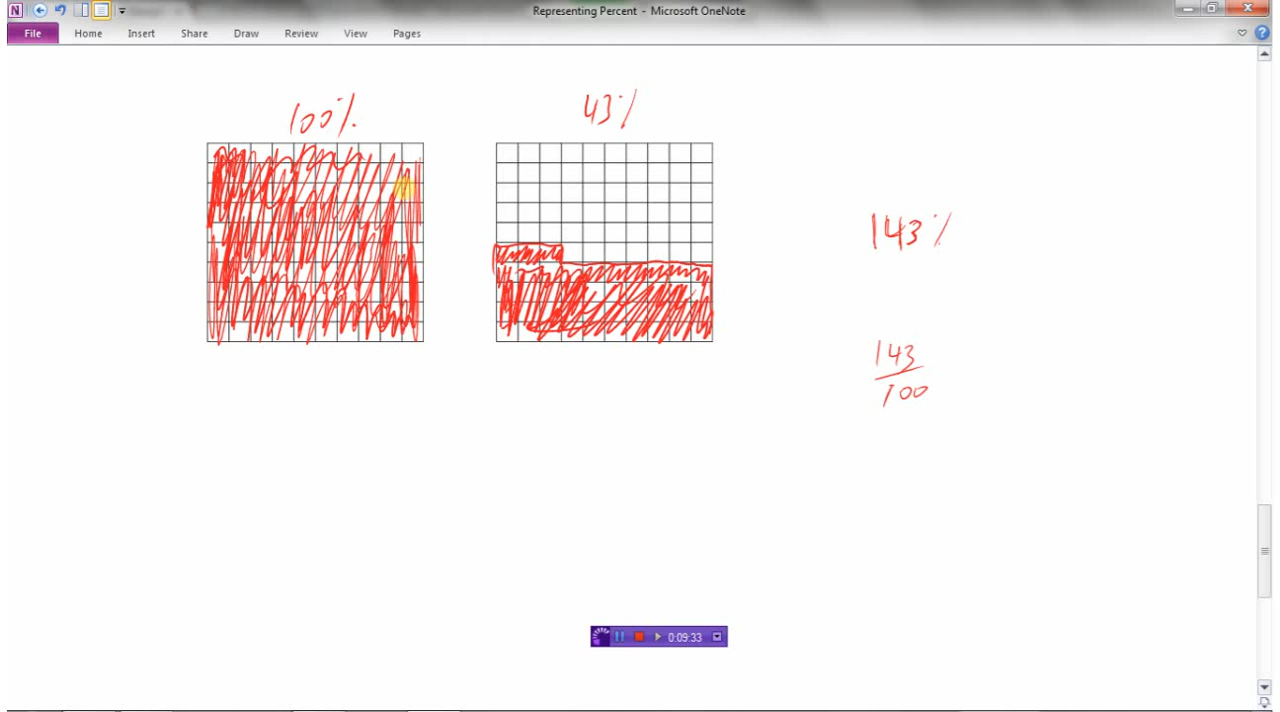 Representing Percent - Microsoft OneNote
File Home Insert Share Draw Review View Pages
100% 43%
143%
143
100
0:09:33